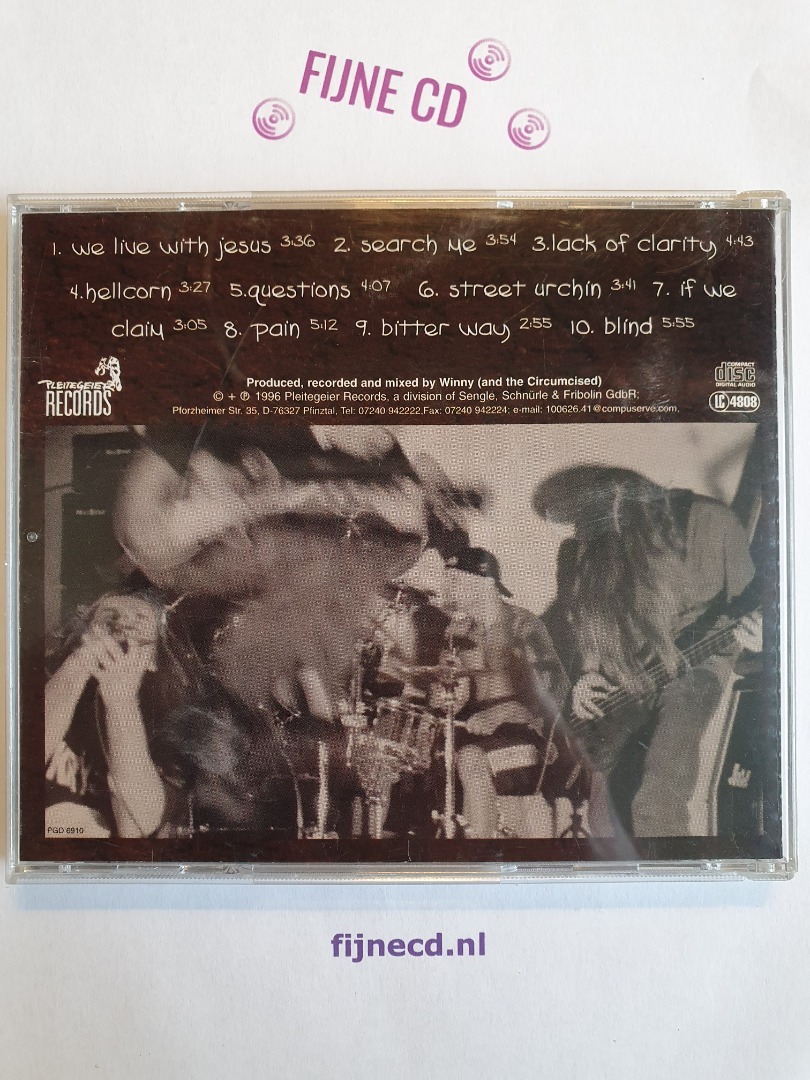 FIJNE CD
1. we live with jesus 3:36 2. search me 3:54 3.lack of clarity 4:43
4.hellcorn 3:27 5.questions 4:07 6. street urchin 3:41 7. if we
claim 3:05 8. pain 5:12 9. bitter way 2:55 10. blind 5:55
PLEITEGEIER
RECORDS
Produced, recorded and mixed by Winny (and the Circumcised)
© + ℗ 1996 Pleitegeier Records, a division of Sengle, Schnürle & Fribolin GdbR;
Pforzheimer Str. 35, D-76327 Pfinztal, Tel: 07240 942222,Fax: 07240 942224; e-mail: 100626.41@compuserve.com,
COMPACT
disc
DIGITAL AUDIO
LC 4808
PGD 6910
fijnecd.nl